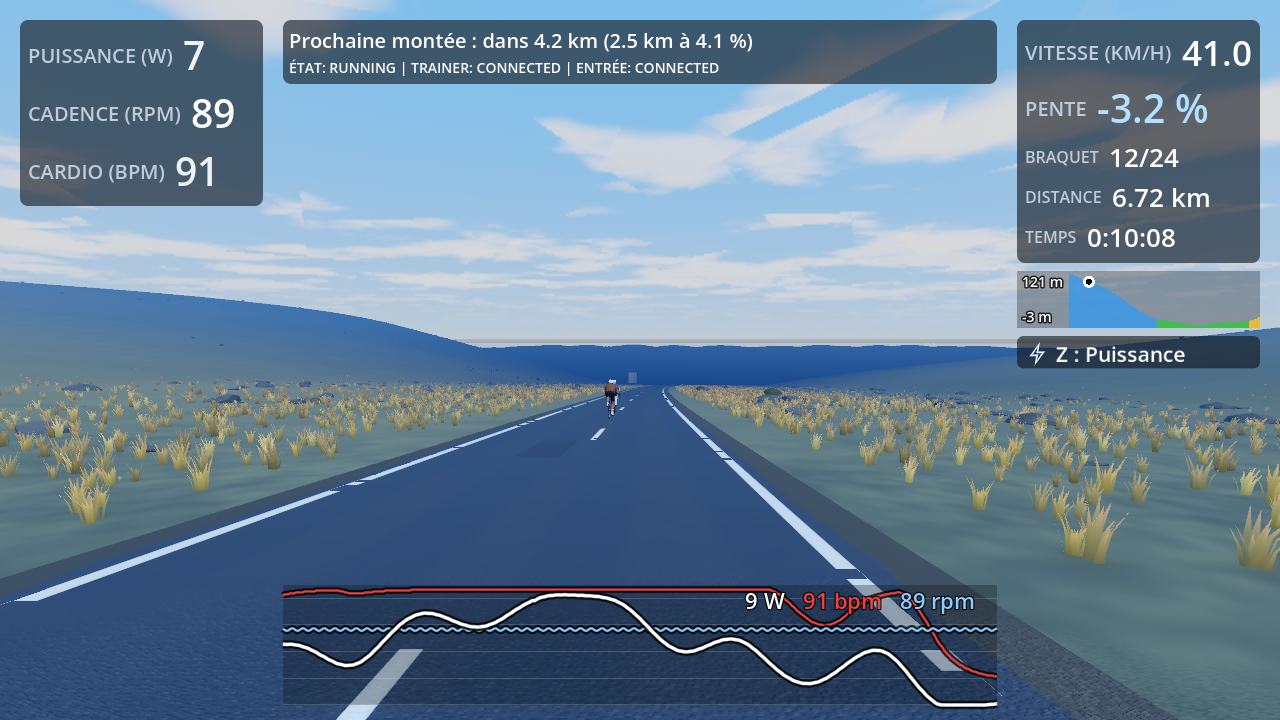 PUISSANCE (W) 7
CADENCE (RPM) 89
CARDIO (BPM) 91
Prochaine montée : dans 4.2 km (2.5 km à 4.1 %)
ÉTAT: RUNNING | TRAINER: CONNECTED | ENTRÉE: CONNECTED
VITESSE (KM/H) 41.0
PENTE -3.2 %
BRAQUET 12/24
DISTANCE 6.72 km
TEMPS 0:10:08
121 m
-3 m
Z : Puissance
9 W 91 bpm 89 rpm